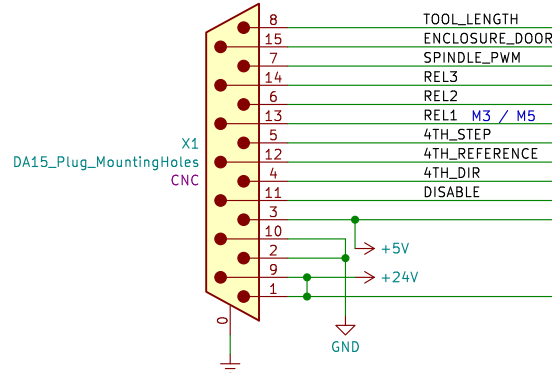 8 TOOL_LENGTH
15 ENCLOSURE_DOOR
7 SPINDLE_PWM
14 REL3
6 REL2
13 REL1 M3 / M5
X1
5 4TH_STEP
DA15_Plug_MountingHoles
12 4TH_REFERENCE
CNC
4 4TH_DIR
11 DISABLE
3
10
+5V
2
9 +24V
1
0
GND